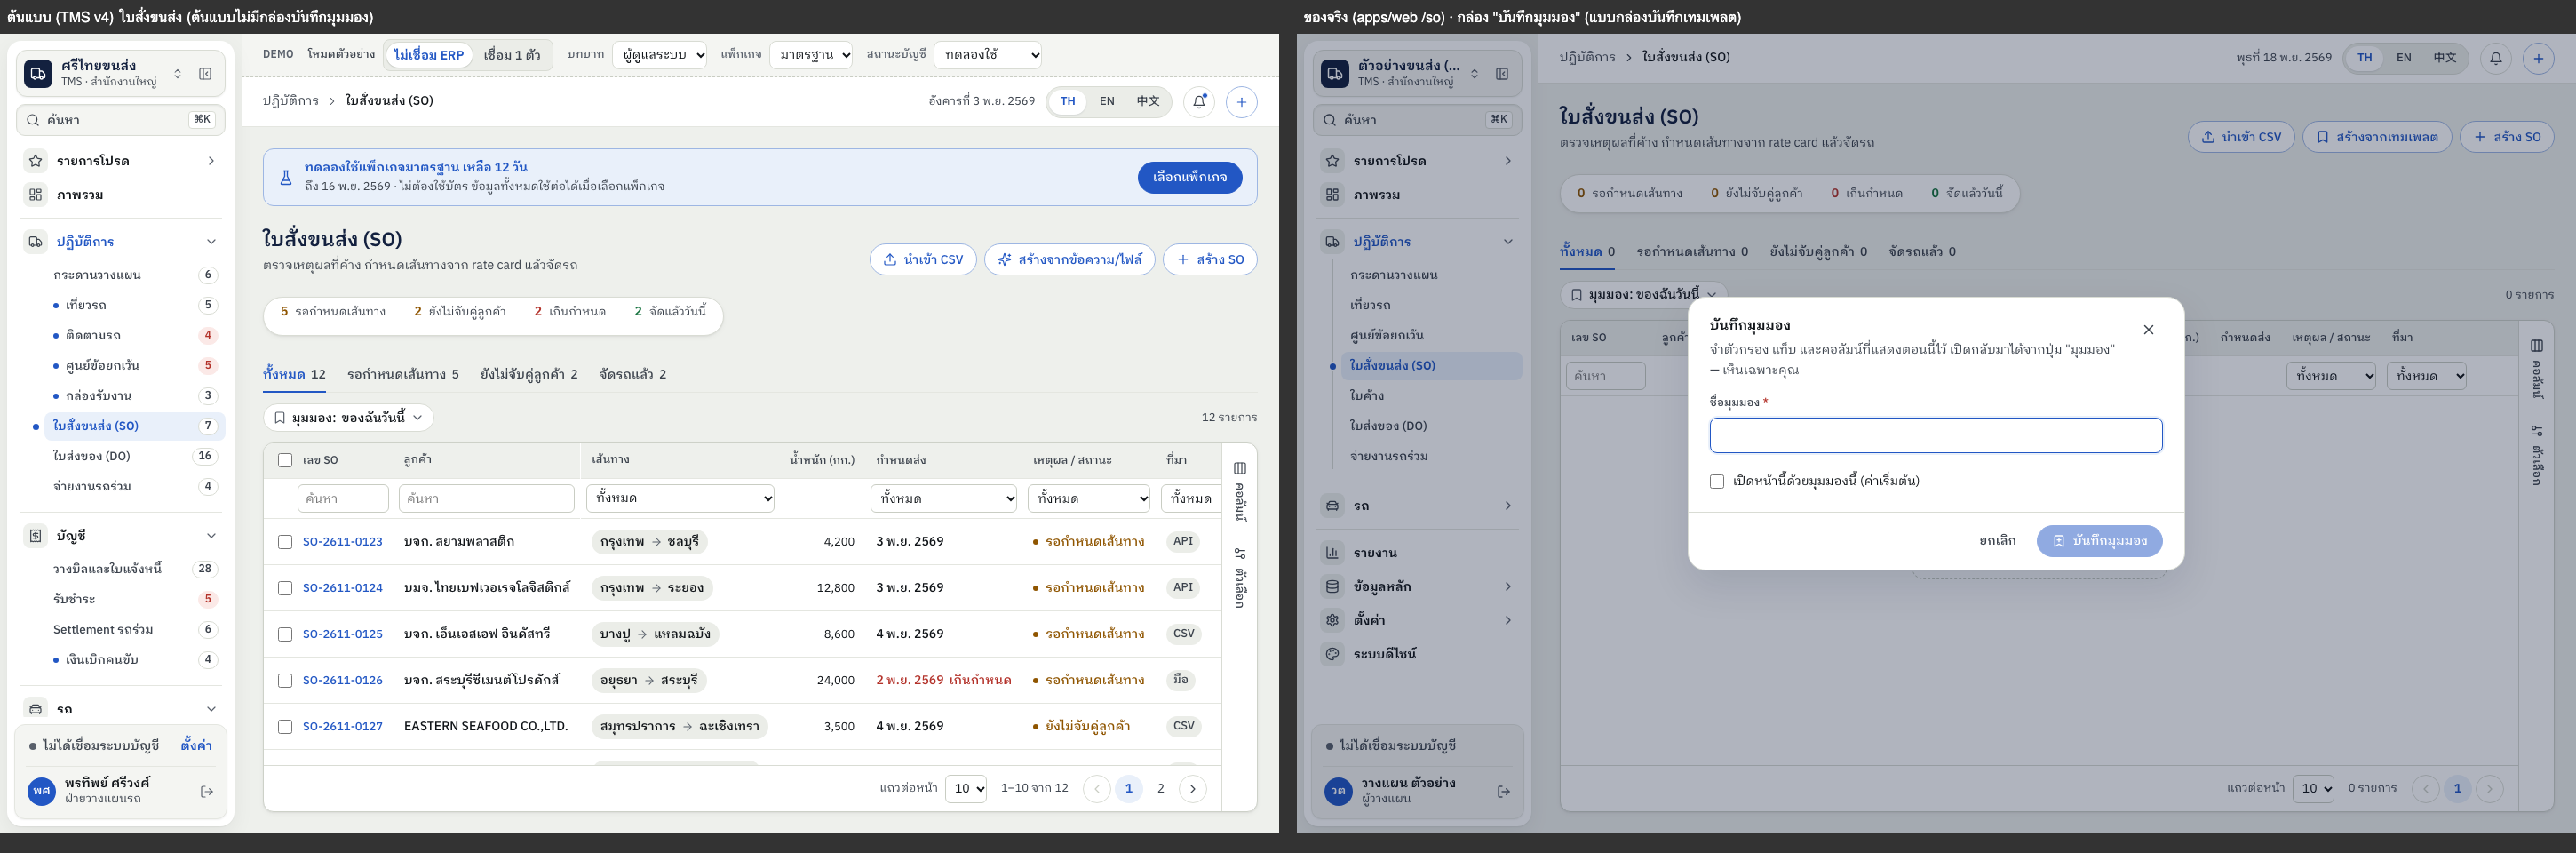 ต้นแบบ (TMS v4) ใบสั่งขนส่ง (ต้นแบบไม่มีกล่องบันทึกมุมมอง)
ศรีไทยขนส่ง
TMS · สำนักงานใหญ่
ค้นหา ⌘K
รายการโปรด
ภาพรวม
ปฏิบัติการ
กระดานวางแผน 6
เที่ยวรถ 5
ติดตามรถ 4
ศูนย์ข้อยกเว้น 5
กล่องรับงาน 3
ใบสั่งขนส่ง (SO) 7
ใบส่งของ (DO) 16
จ่ายงานรถร่วม 4
บัญชี
วางบิลและใบแจ้งหนี้ 28
รับชำระ 5
Settlement รถร่วม 6
เงินเบิกคนขับ 4
รถ
ไม่ได้เชื่อมระบบบัญชี ตั้งค่า
พศ พรทิพย์ ศรีวงศ์
ฝ่ายวางแผนรถ
DEMO โหมดตัวอย่าง ไม่เชื่อม ERP เชื่อม 1 ตัว บทบาท ผู้ดูแลระบบ แพ็กเกจ มาตรฐาน สถานะบัญชี ทดลองใช้
ปฏิบัติการ > ใบสั่งขนส่ง (SO) อังคารที่ 3 พ.ย. 2569 TH EN 中文
ทดลองใช้แพ็กเกจมาตรฐาน เหลือ 12 วัน
ถึง 16 พ.ย. 2569 · ไม่ต้องใช้บัตร ข้อมูลทั้งหมดใช้ต่อได้เมื่อเลือกแพ็กเกจ
เลือกแพ็กเกจ
ใบสั่งขนส่ง (SO)
ตรวจเหตุผลที่ค้าง กำหนดเส้นทางจาก rate card แล้วจัดรถ
นำเข้า CSV สร้างจากข้อความ/ไฟล์ + สร้าง SO
5 รอกำหนดเส้นทาง 2 ยังไม่จับคู่ลูกค้า 2 เกินกำหนด 2 จัดแล้ววันนี้
ทั้งหมด 12 รอกำหนดเส้นทาง 5 ยังไม่จับคู่ลูกค้า 2 จัดรถแล้ว 2
มุมมอง: ของฉันวันนี้ 12 รายการ
เลข SO ลูกค้า เส้นทาง น้ำหนัก (กก.) กำหนดส่ง เหตุผล / สถานะ ที่มา
ค้นหา ค้นหา ทั้งหมด ทั้งหมด ทั้งหมด ทั้งหมด
SO-2611-0123 บจก. สยามพลาสติก กรุงเทพ → ชลบุรี 4,200 3 พ.ย. 2569 รอกำหนดเส้นทาง API
SO-2611-0124 บมจ. ไทยเบฟเวอเรจโลจิสติกส์ กรุงเทพ → ระยอง 12,800 3 พ.ย. 2569 รอกำหนดเส้นทาง API
SO-2611-0125 บจก. เอ็นเอสเอฟ อินดัสทรี บางปู → แหลมฉบัง 8,600 4 พ.ย. 2569 รอกำหนดเส้นทาง CSV
SO-2611-0126 บจก. สระบุรีซีเมนต์โปรดักส์ อยุธยา → สระบุรี 24,000 2 พ.ย. 2569 เกินกำหนด รอกำหนดเส้นทาง มือ
SO-2611-0127 EASTERN SEAFOOD CO.,LTD. สมุทรปราการ → ฉะเชิงเทรา 3,500 4 พ.ย. 2569 ยังไม่จับคู่ลูกค้า CSV
คอลัมน์
ตัวเลือก
แถวต่อหน้า 10 1–10 จาก 12 1 2
ของจริง (apps/web /so) · กล่อง "บันทึกมุมมอง" (แบบกล่องบันทึกเทมเพลต)
ตัวอย่างขนส่ง (...
TMS · สำนักงานใหญ่
ค้นหา ⌘K
รายการโปรด
ภาพรวม
ปฏิบัติการ
กระดานวางแผน
เที่ยวรถ
ศูนย์ข้อยกเว้น
ใบสั่งขนส่ง (SO)
ใบค้าง
ใบส่งของ (DO)
จ่ายงานรถร่วม
รถ
รายงาน
ข้อมูลหลัก
ตั้งค่า
ระบบดีไซน์
ไม่ได้เชื่อมระบบบัญชี
วต วางแผน ตัวอย่าง
ผู้วางแผน
ปฏิบัติการ > ใบสั่งขนส่ง (SO) พุธที่ 18 พ.ย. 2569 TH EN 中文
ใบสั่งขนส่ง (SO)
ตรวจเหตุผลที่ค้าง กำหนดเส้นทางจาก rate card แล้วจัดรถ
นำเข้า CSV สร้างจากเทมเพลต + สร้าง SO
0 รอกำหนดเส้นทาง 0 ยังไม่จับคู่ลูกค้า 0 เกินกำหนด 0 จัดแล้ววันนี้
ทั้งหมด 0 รอกำหนดเส้นทาง 0 ยังไม่จับคู่ลูกค้า 0 จัดรถแล้ว 0
มุมมอง: ของฉันวันนี้ 0 รายการ
เลข SO ก.) กำหนดส่ง เหตุผล / สถานะ ที่มา
ค้นหา ทั้งหมด ทั้งหมด
คอลัมน์
ตัวเลือก
บันทึกมุมมอง
จำตัวกรอง แท็บ และคอลัมน์ที่แสดงตอนนี้ไว้ เปิดกลับมาได้จากปุ่ม "มุมมอง"
— เห็นเฉพาะคุณ
ชื่อมุมมอง *
เปิดหน้านี้ด้วยมุมมองนี้ (ค่าเริ่มต้น)
ยกเลิก บันทึกมุมมอง
แถวต่อหน้า 10 0 รายการ 1